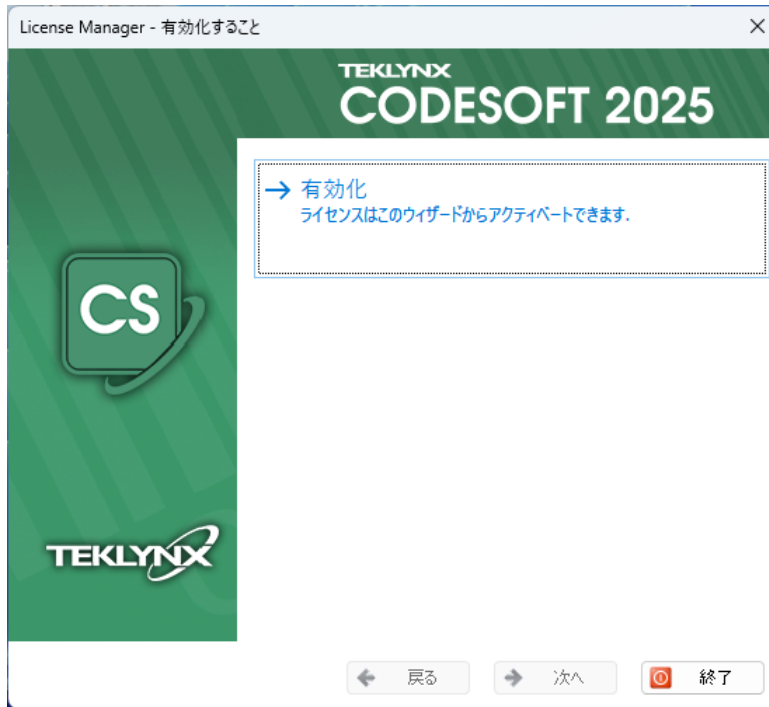 License Manager - 有効化すること
TEKLYNX
CODESOFT 2025
→ 有効化
ライセンスはこのウィザードからアクティベートできます.
CS
TEKLYNX
戻る
次へ
終了